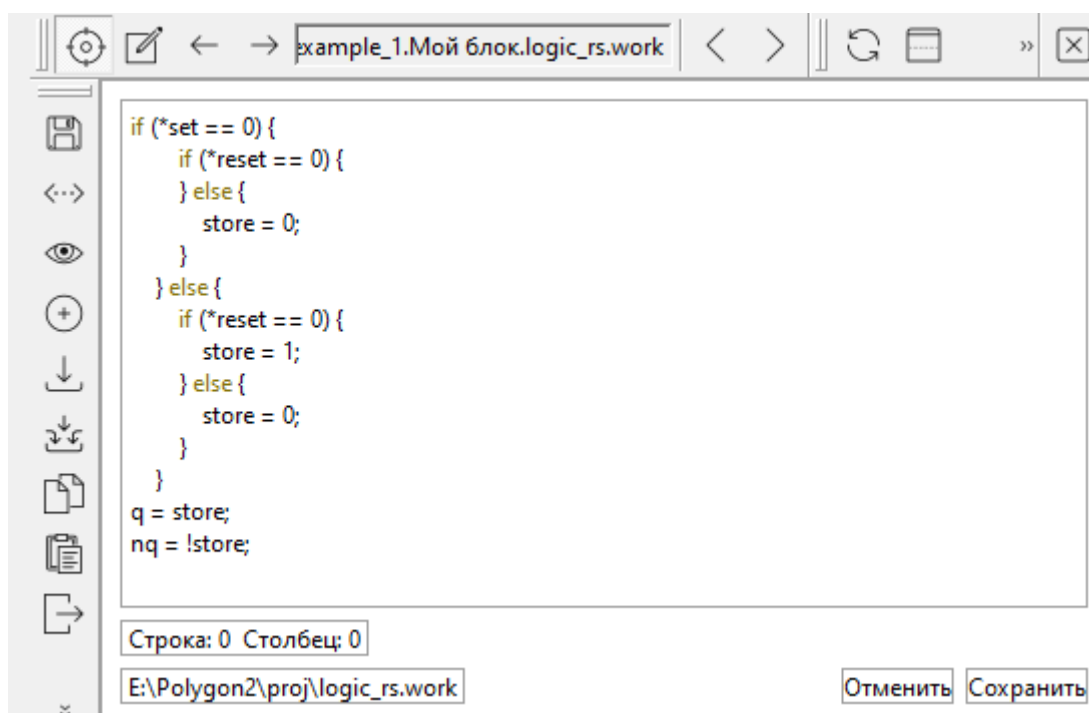 xample_1.Мой блок.logic_rs.work
if (*set == 0) {
if (*reset == 0) {
} else {
store = 0;
}
} else {
if (*reset == 0) {
store = 1;
} else {
store = 0;
}
}
q = store;
nq = !store;
Строка: 0 Столбец: 0
E:\Polygon2\proj\logic_rs.work
Отменить Сохранить